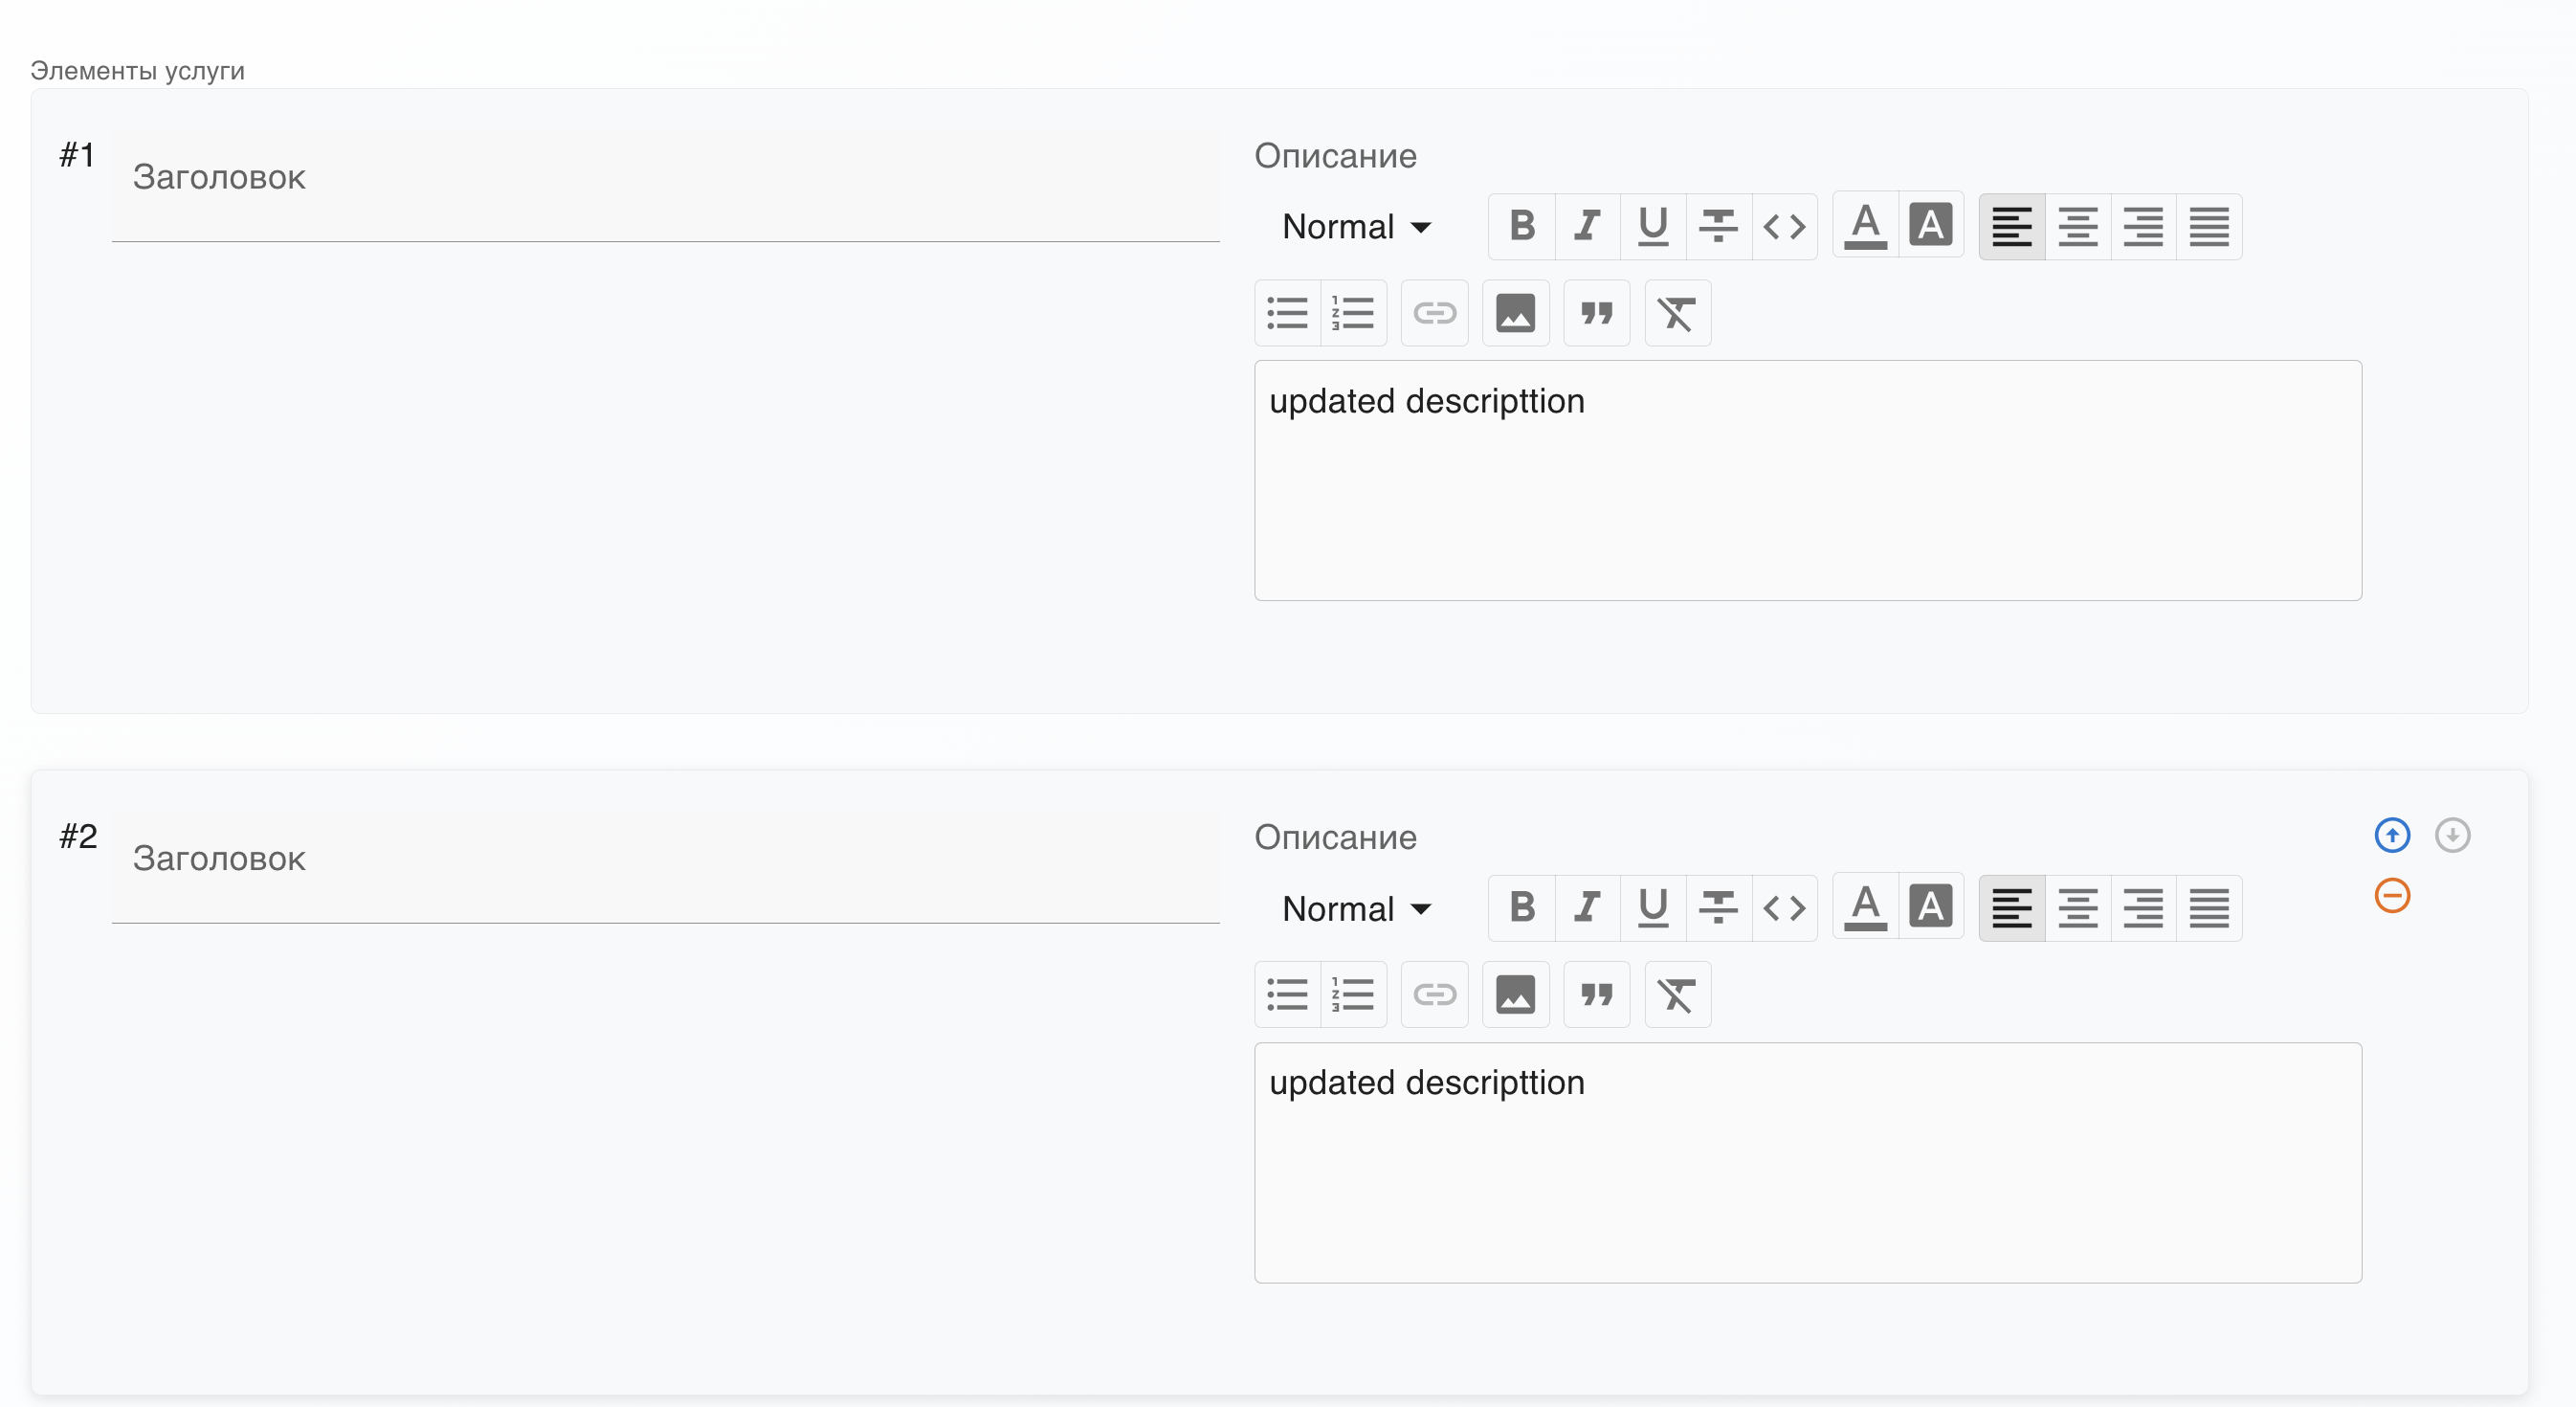 Элементы услуги
#1
Заголовок
Описание
Normal
updated descripttion
#2
Заголовок
Описание
Normal
updated descripttion